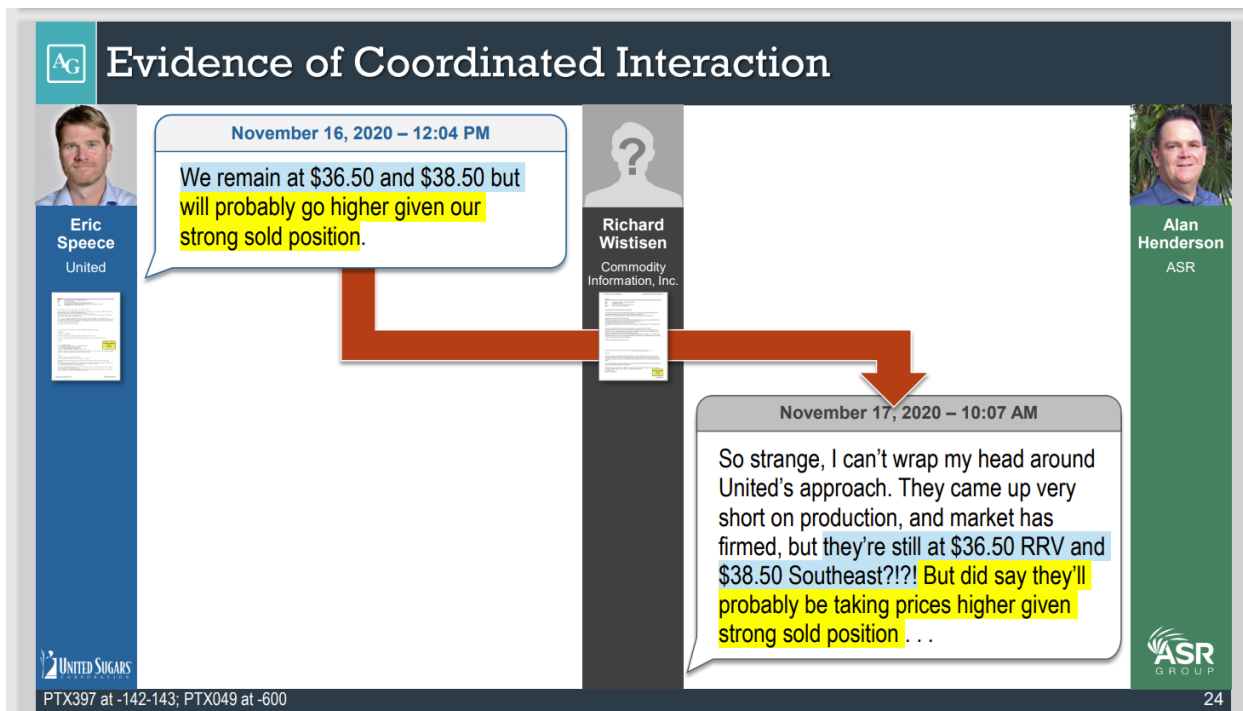 AG
Evidence of Coordinated Interaction
Eric
Speece
United
November 16, 2020 – 12:04 PM
We remain at $36.50 and $38.50 but
will probably go higher given our
strong sold position.
?
Richard
Wistisen
Commodity
Information, Inc.
Alan
Henderson
ASR
November 17, 2020 – 10:07 AM
So strange, I can’t wrap my head around
United’s approach. They came up very
short on production, and market has
firmed, but they’re still at $36.50 RRV and
$38.50 Southeast?!?! But did say they’ll
probably be taking prices higher given
strong sold position . . .
UNITED SUGARS
CORPORATION
ASR
GROUP
PTX397 at -142-143; PTX049 at -600
24